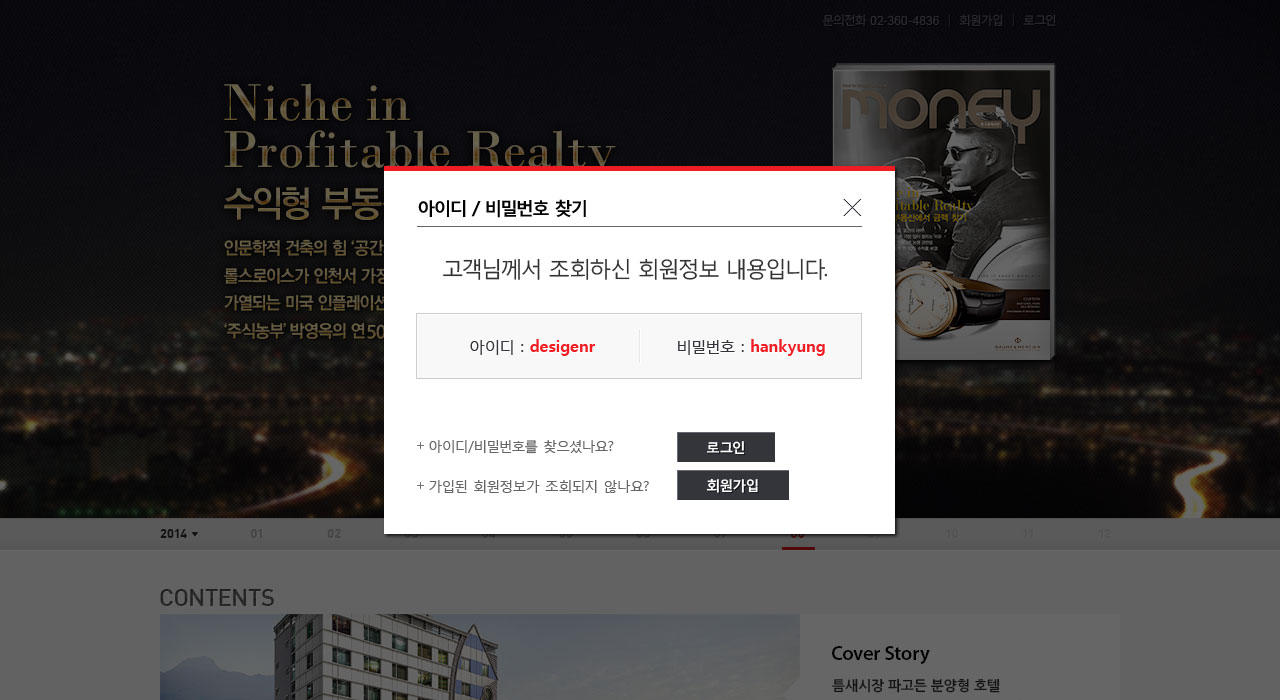 문의전화 02-360-4836 | 회원가입 | 로그인
Niche in
Profitable Realty
수익형 부동
인문학적 건축의 힘 '공간
롤스로이스가 인천서 가장
가열되는 미국 인플레이션
'주식농부' 박영옥의 연50
money
아이디 / 비밀번호 찾기
고객님께서 조회하신 회원정보 내용입니다.
아이디 : desigenr
비밀번호 : hankyung
+ 아이디/비밀번호를 찾으셨나요?
로그인
+ 가입된 회원정보가 조회되지 않나요?
회원가입
2014 01 02 03 04 05 06 07 08 09 10 11 12
CONTENTS
Cover Story
틈새시장 파고든 분양형 호텔